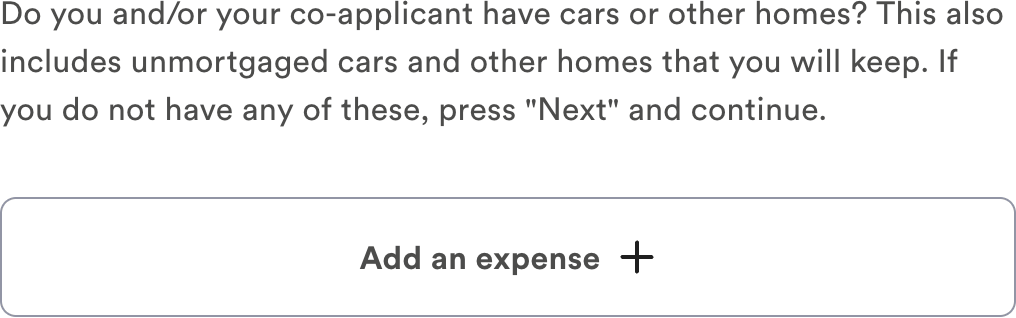 Do you and/or your co-applicant have cars or other homes? This also
includes unmortgaged cars and other homes that you will keep. If
you do not have any of these, press "Next" and continue.
Add an expense